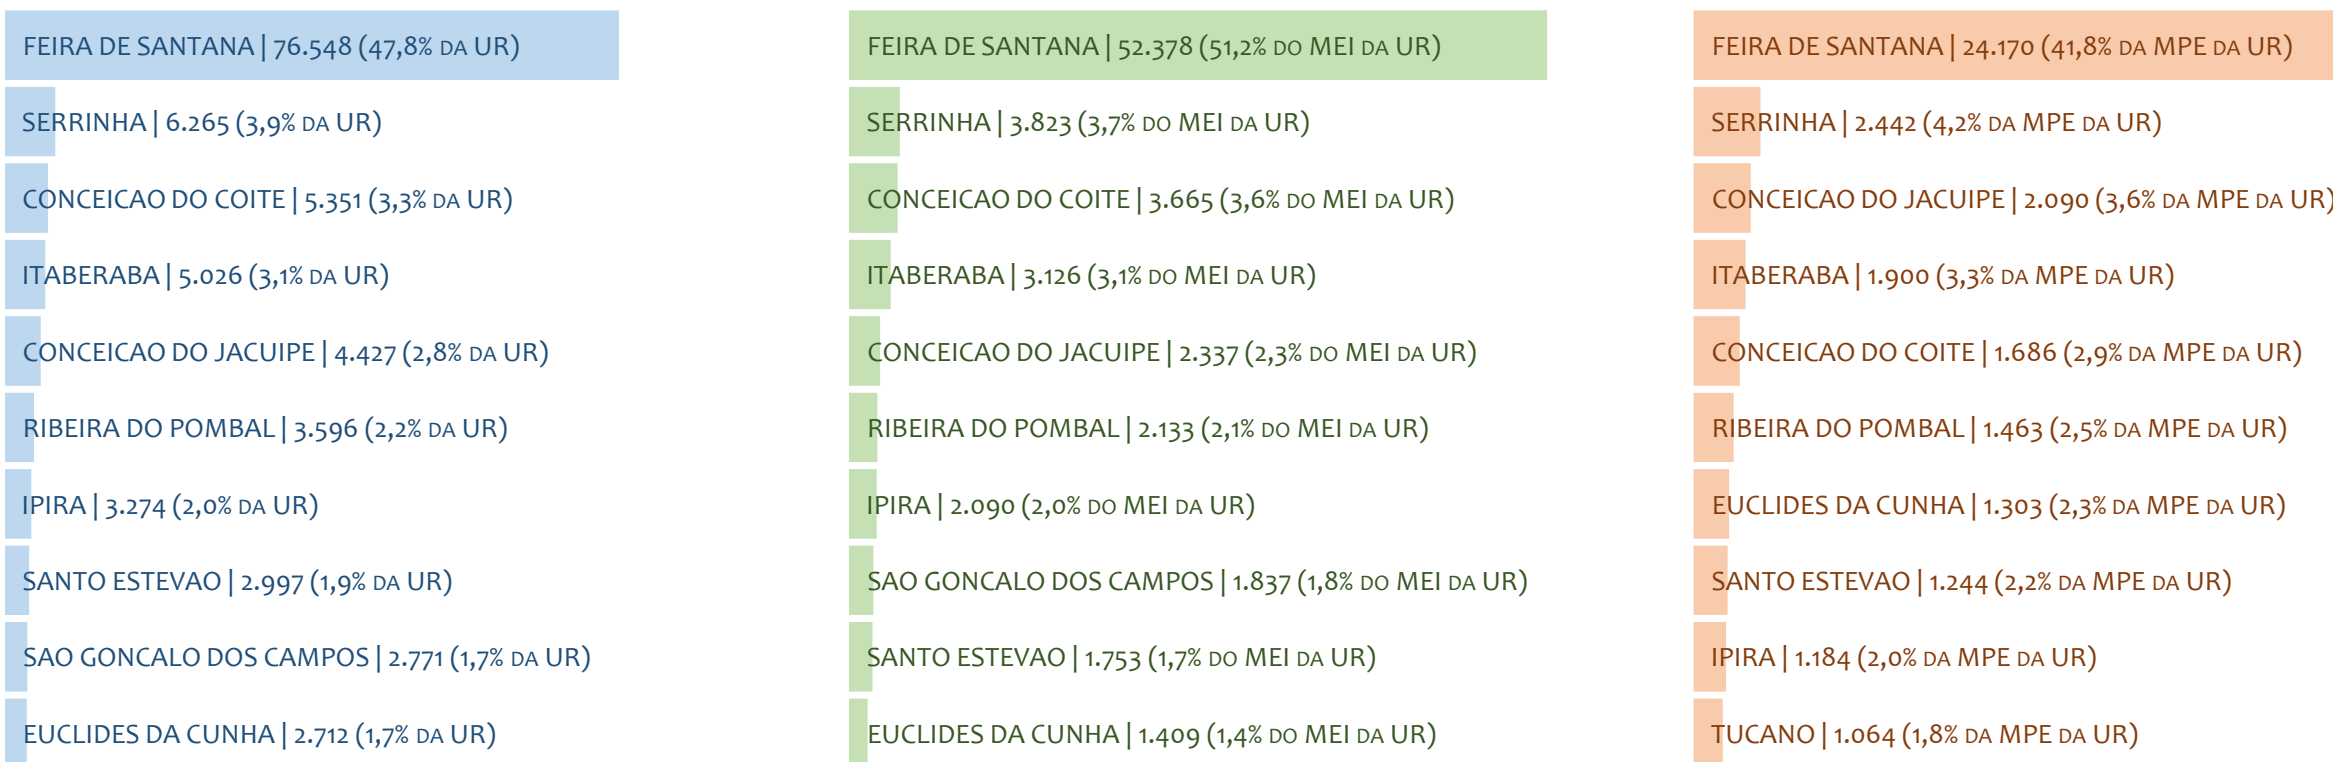 FEIRA DE SANTANA | 76.548 (47,8% DA UR)
SERRINHA | 6.265 (3,9% DA UR)
CONCEICAO DO COITE | 5.351 (3,3% DA UR)
ITABERABA | 5.026 (3,1% DA UR)
CONCEICAO DO JACUIPE | 4.427 (2,8% DA UR)
RIBEIRA DO POMBAL | 3.596 (2,2% DA UR)
IPIRA | 3.274 (2,0% DA UR)
SANTO ESTEVAO | 2.997 (1,9% DA UR)
SAO GONCALO DOS CAMPOS | 2.771 (1,7% DA UR)
EUCLIDES DA CUNHA | 2.712 (1,7% DA UR)
FEIRA DE SANTANA | 52.378 (51,2% DO MEI DA UR)
SERRINHA | 3.823 (3,7% DO MEI DA UR)
CONCEICAO DO COITE | 3.665 (3,6% DO MEI DA UR)
ITABERABA | 3.126 (3,1% DO MEI DA UR)
CONCEICAO DO JACUIPE | 2.337 (2,3% DO MEI DA UR)
RIBEIRA DO POMBAL | 2.133 (2,1% DO MEI DA UR)
IPIRA | 2.090 (2,0% DO MEI DA UR)
SAO GONCALO DOS CAMPOS | 1.837 (1,8% DO MEI DA UR)
SANTO ESTEVAO | 1.753 (1,7% DO MEI DA UR)
EUCLIDES DA CUNHA | 1.409 (1,4% DO MEI DA UR)
FEIRA DE SANTANA | 24.170 (41,8% DA MPE DA UR)
SERRINHA | 2.442 (4,2% DA MPE DA UR)
CONCEICAO DO JACUIPE | 2.090 (3,6% DA MPE DA UR)
ITABERABA | 1.900 (3,3% DA MPE DA UR)
CONCEICAO DO COITE | 1.686 (2,9% DA MPE DA UR)
RIBEIRA DO POMBAL | 1.463 (2,5% DA MPE DA UR)
EUCLIDES DA CUNHA | 1.303 (2,3% DA MPE DA UR)
SANTO ESTEVAO | 1.244 (2,2% DA MPE DA UR)
IPIRA | 1.184 (2,0% DA MPE DA UR)
TUCANO | 1.064 (1,8% DA MPE DA UR)